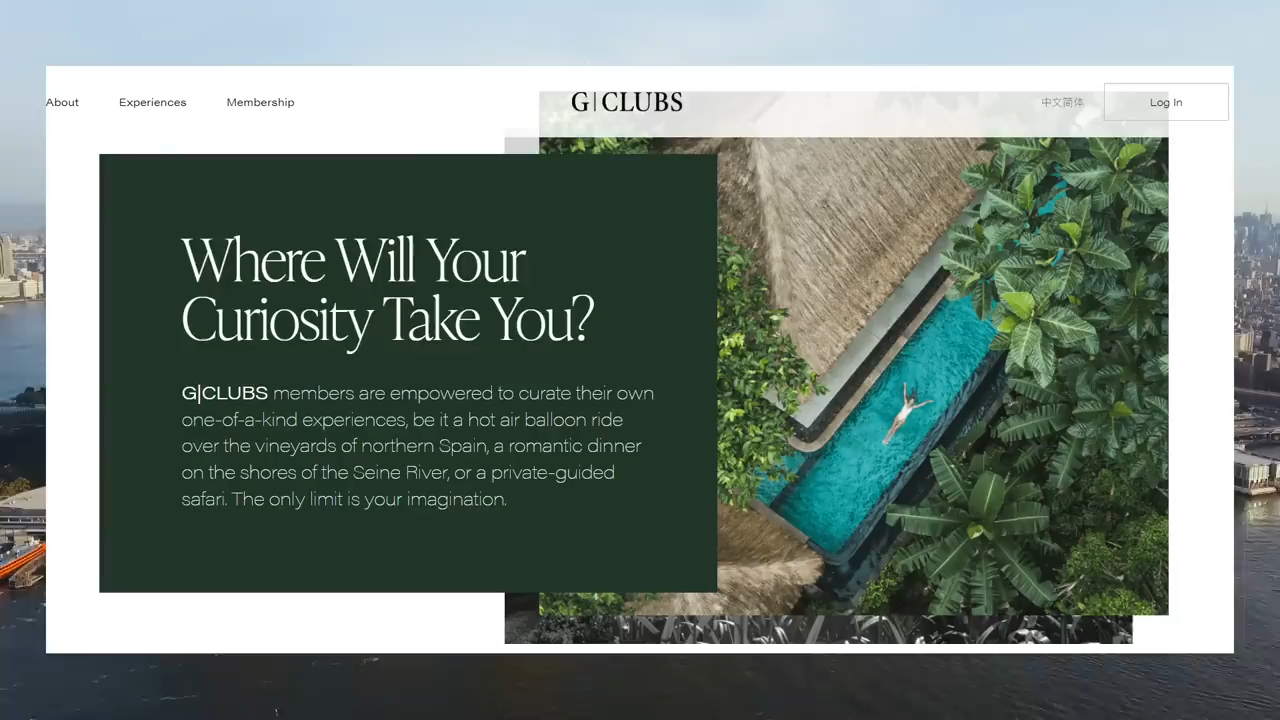 About
Experiences
Membership
G|CLUBS
中文简体
Log In
Where Will Your
Curiosity Take You?
G|CLUBS members are empowered to curate their own
one-of-a-kind experiences, be it a hot air balloon ride
over the vineyards of northern Spain, a romantic dinner
on the shores of the Seine River, or a private-guided
safari. The only limit is your imagination.